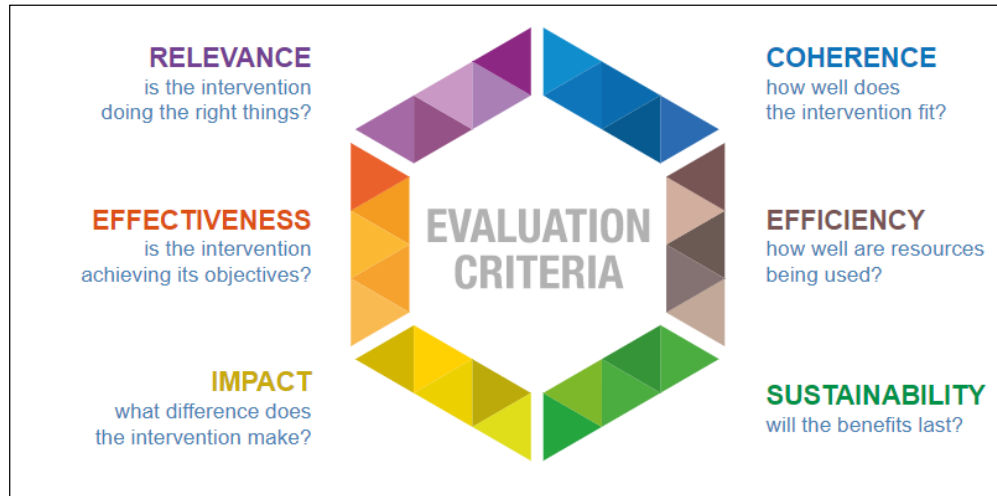 RELEVANCE
is the intervention
doing the right things?
COHERENCE
how well does
the intervention fit?
EFFECTIVENESS
is the intervention
achieving its objectives?
EVALUATION
CRITERIA
EFFICIENCY
how well are resources
being used?
IMPACT
what difference does
the intervention make?
SUSTAINABILITY
will the benefits last?